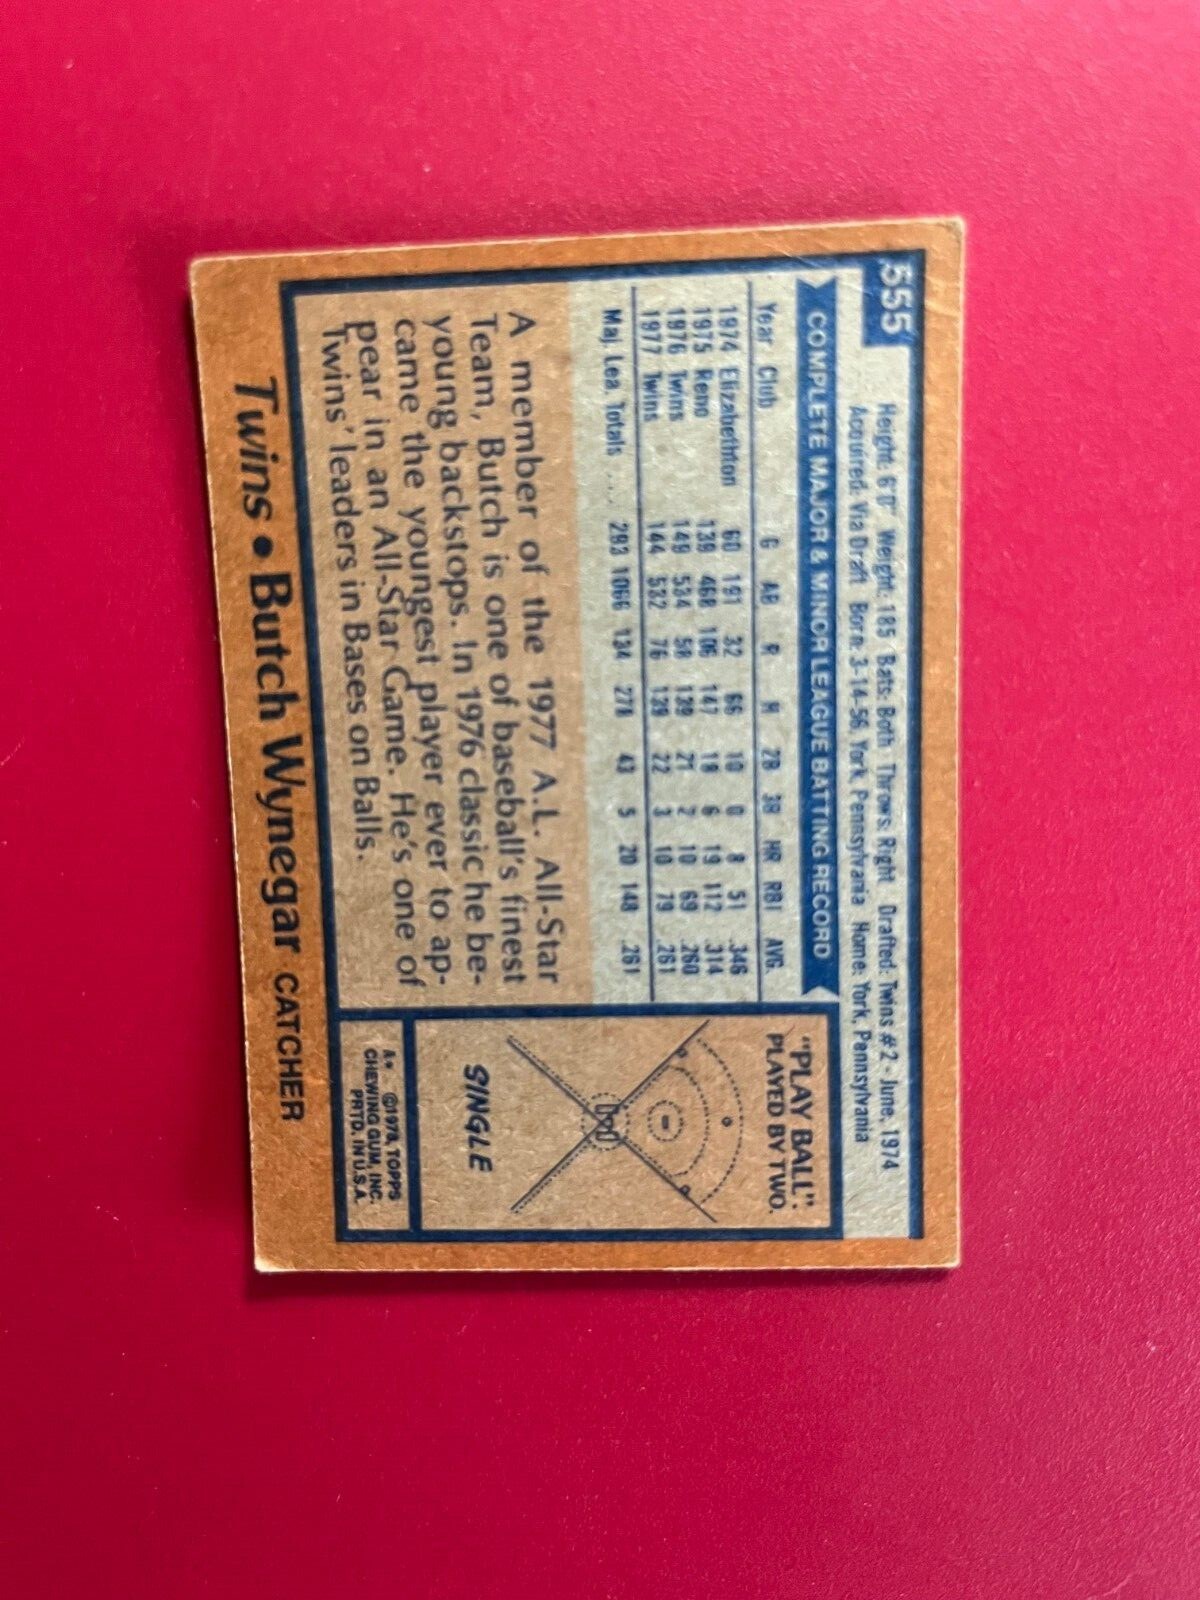 555
Height: 6'0" Weight: 185 Bats: Both Throws: Right Drafted: Twins #2 - June, 1974
Acquired: Via Draft Born: 3-14-56, York, Pennsylvania Home: York, Pennsylvania
COMPLETE MAJOR & MINOR LEAGUE BATTING RECORD
Year Club G AB R H 2B 3B HR RBI AVG.
1974 Elizabethton 60 191 32 66 10 0 8 51 .346
1975 Reno 139 468 106 147 18 6 19 112 .314
1976 Twins 149 534 58 139 21 2 10 69 .260
1977 Twins 144 532 76 139 22 3 10 79 .261
Maj. Lea. Totals .... 293 1066 134 278 43 5 20 148 .261
A member of the 1977 A.L. All-Star
Team, Butch is one of baseball's finest
young backstops. In 1976 classic he be-
came the youngest player ever to ap-
pear in an All-Star Game. He's one of
Twins' leaders in Bases on Balls.
"PLAY BALL".
PLAYED BY TWO.
SINGLE
A* ©1978, TOPPS
CHEWING GUM, INC.
PRTD. IN U.S.A.
Twins • Butch Wynegar CATCHER